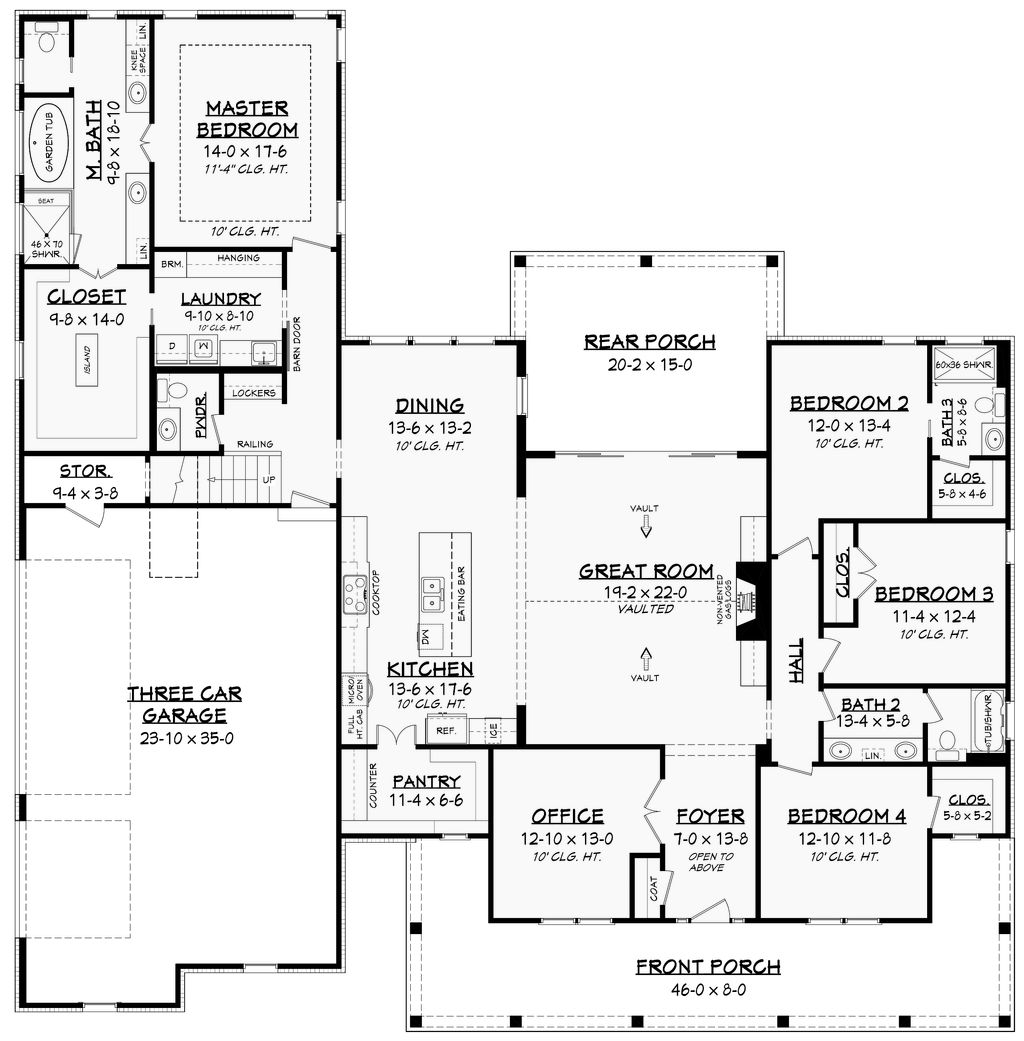 LIN.
KNEE SPACE
M. BATH
9-8 x 18-10
GARDEN TUB
SEAT
46 X 70
SHWR.
LIN.
MASTER
BEDROOM
14-0 x 17-6
11'-4" CLG. HT.
10' CLG. HT.
CLOSET
9-8 x 14-0
ISLAND
BRM.
HANGING
LAUNDRY
9-10 x 8-10
10' CLG. HT.
D
W
BARN DOOR
PWDR.
LOCKERS
RAILING
UP
STOR.
9-4 x 3-8
THREE CAR
GARAGE
23-10 x 35-0
DINING
13-6 x 13-2
10' CLG. HT.
COOKTOP
EATING BAR
DW
KITCHEN
13-6 x 17-6
10' CLG. HT.
MICRO/
OVEN
FULL
HT. CAB
REF.
ICE
COUNTER
PANTRY
11-4 x 6-6
REAR PORCH
20-2 x 15-0
VAULT
GREAT ROOM
19-2 x 22-0
VAULTED
VAULT
NON-VENTED
GAS LOGS
BEDROOM 2
12-0 x 13-4
10' CLG. HT.
60x36 SHWR.
BATH 3
5-8 x 8-6
CLOS.
5-8 x 4-6
CLOS.
BEDROOM 3
11-4 x 12-4
10' CLG. HT.
HALL
BATH 2
13-4 x 5-8
LIN.
TUB/SHWR.
OFFICE
12-10 x 13-0
10' CLG. HT.
COAT
FOYER
7-0 x 13-8
OPEN TO
ABOVE
BEDROOM 4
12-10 x 11-8
10' CLG. HT.
CLOS.
5-8 x 5-2
FRONT PORCH
46-0 x 8-0